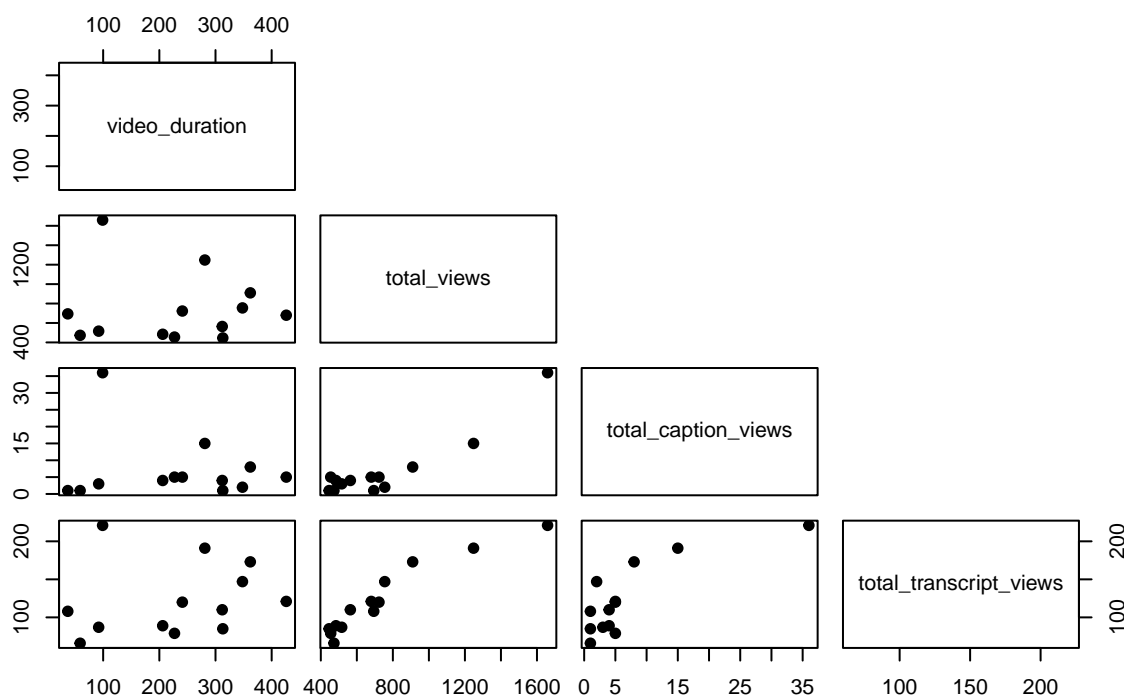 100 200 300 400
100 300
video_duration
400 1200
total_views
0 15 30
total_caption_views
100 200
total_transcript_views
100 200
100 200 300 400
400 800 1200 1600
0 5 15 25 35
100 150 200